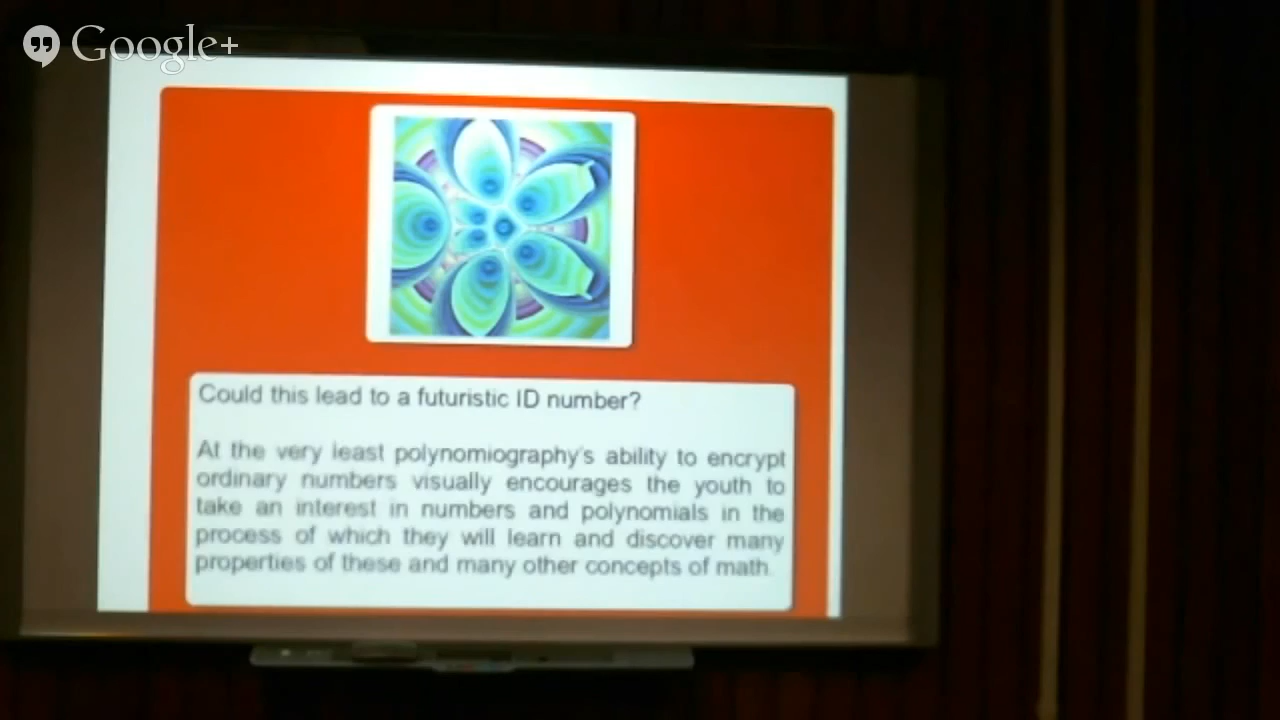 Google+
Could this lead to a futuristic ID number?
At the very least polynomiography's ability to encrypt
ordinary numbers visually encourages the youth to
take an interest in numbers and polynomials in the
process of which they will learn and discover many
properties of these and many other concepts of math.